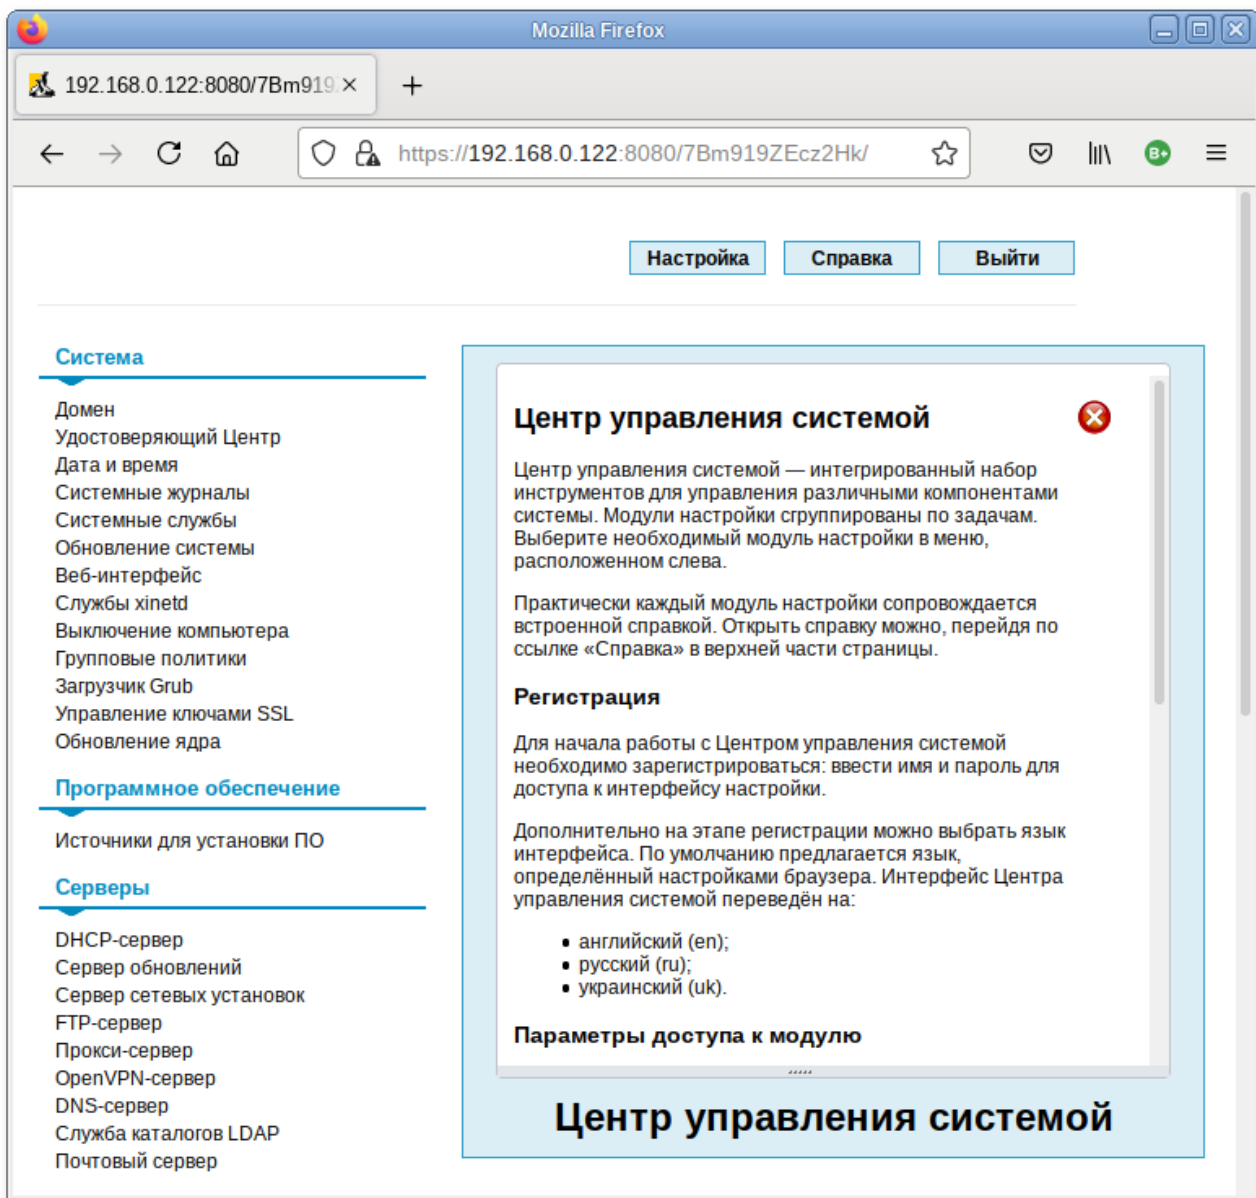 Mozilla Firefox
192.168.0.122:8080/7Bm919
https://192.168.0.122:8080/7Bm919ZEcz2Hk/
B+
Настройка Справка Выйти
Система
Домен
Удостоверяющий Центр
Дата и время
Системные журналы
Системные службы
Обновление системы
Веб-интерфейс
Службы xinetd
Выключение компьютера
Групповые политики
Загрузчик Grub
Управление ключами SSL
Обновление ядра
Программное обеспечение
Источники для установки ПО
Серверы
DHCP-сервер
Сервер обновлений
Сервер сетевых установок
FTP-сервер
Прокси-сервер
OpenVPN-сервер
DNS-сервер
Служба каталогов LDAP
Почтовый сервер
Центр управления системой
Центр управления системой — интегрированный набор
инструментов для управления различными компонентами
системы. Модули настройки сгруппированы по задачам.
Выберите необходимый модуль настройки в меню,
расположенном слева.
Практически каждый модуль настройки сопровождается
встроенной справкой. Открыть справку можно, перейдя по
ссылке «Справка» в верхней части страницы.
Регистрация
Для начала работы с Центром управления системой
необходимо зарегистрироваться: ввести имя и пароль для
доступа к интерфейсу настройки.
Дополнительно на этапе регистрации можно выбрать язык
интерфейса. По умолчанию предлагается язык,
определённый настройками браузера. Интерфейс Центра
управления системой переведён на:
• английский (en);
• русский (ru);
• украинский (uk).
Параметры доступа к модулю
Центр управления системой